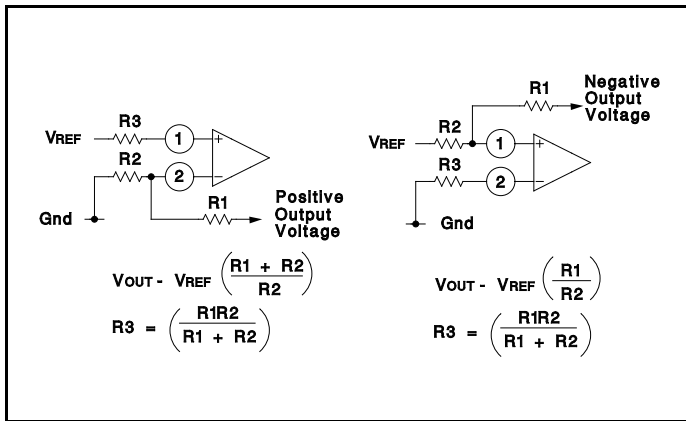 R3
VREF
1
+
R2
2
−
R1
Gnd
Positive
Output
Voltage
VOUT - VREF (R1 + R2 / R2)
R3 = (R1R2 / R1 + R2)
R1
Negative
Output
Voltage
R2
VREF
1
+
R3
2
−
Gnd
VOUT - VREF (R1 / R2)
R3 = (R1R2 / R1 + R2)